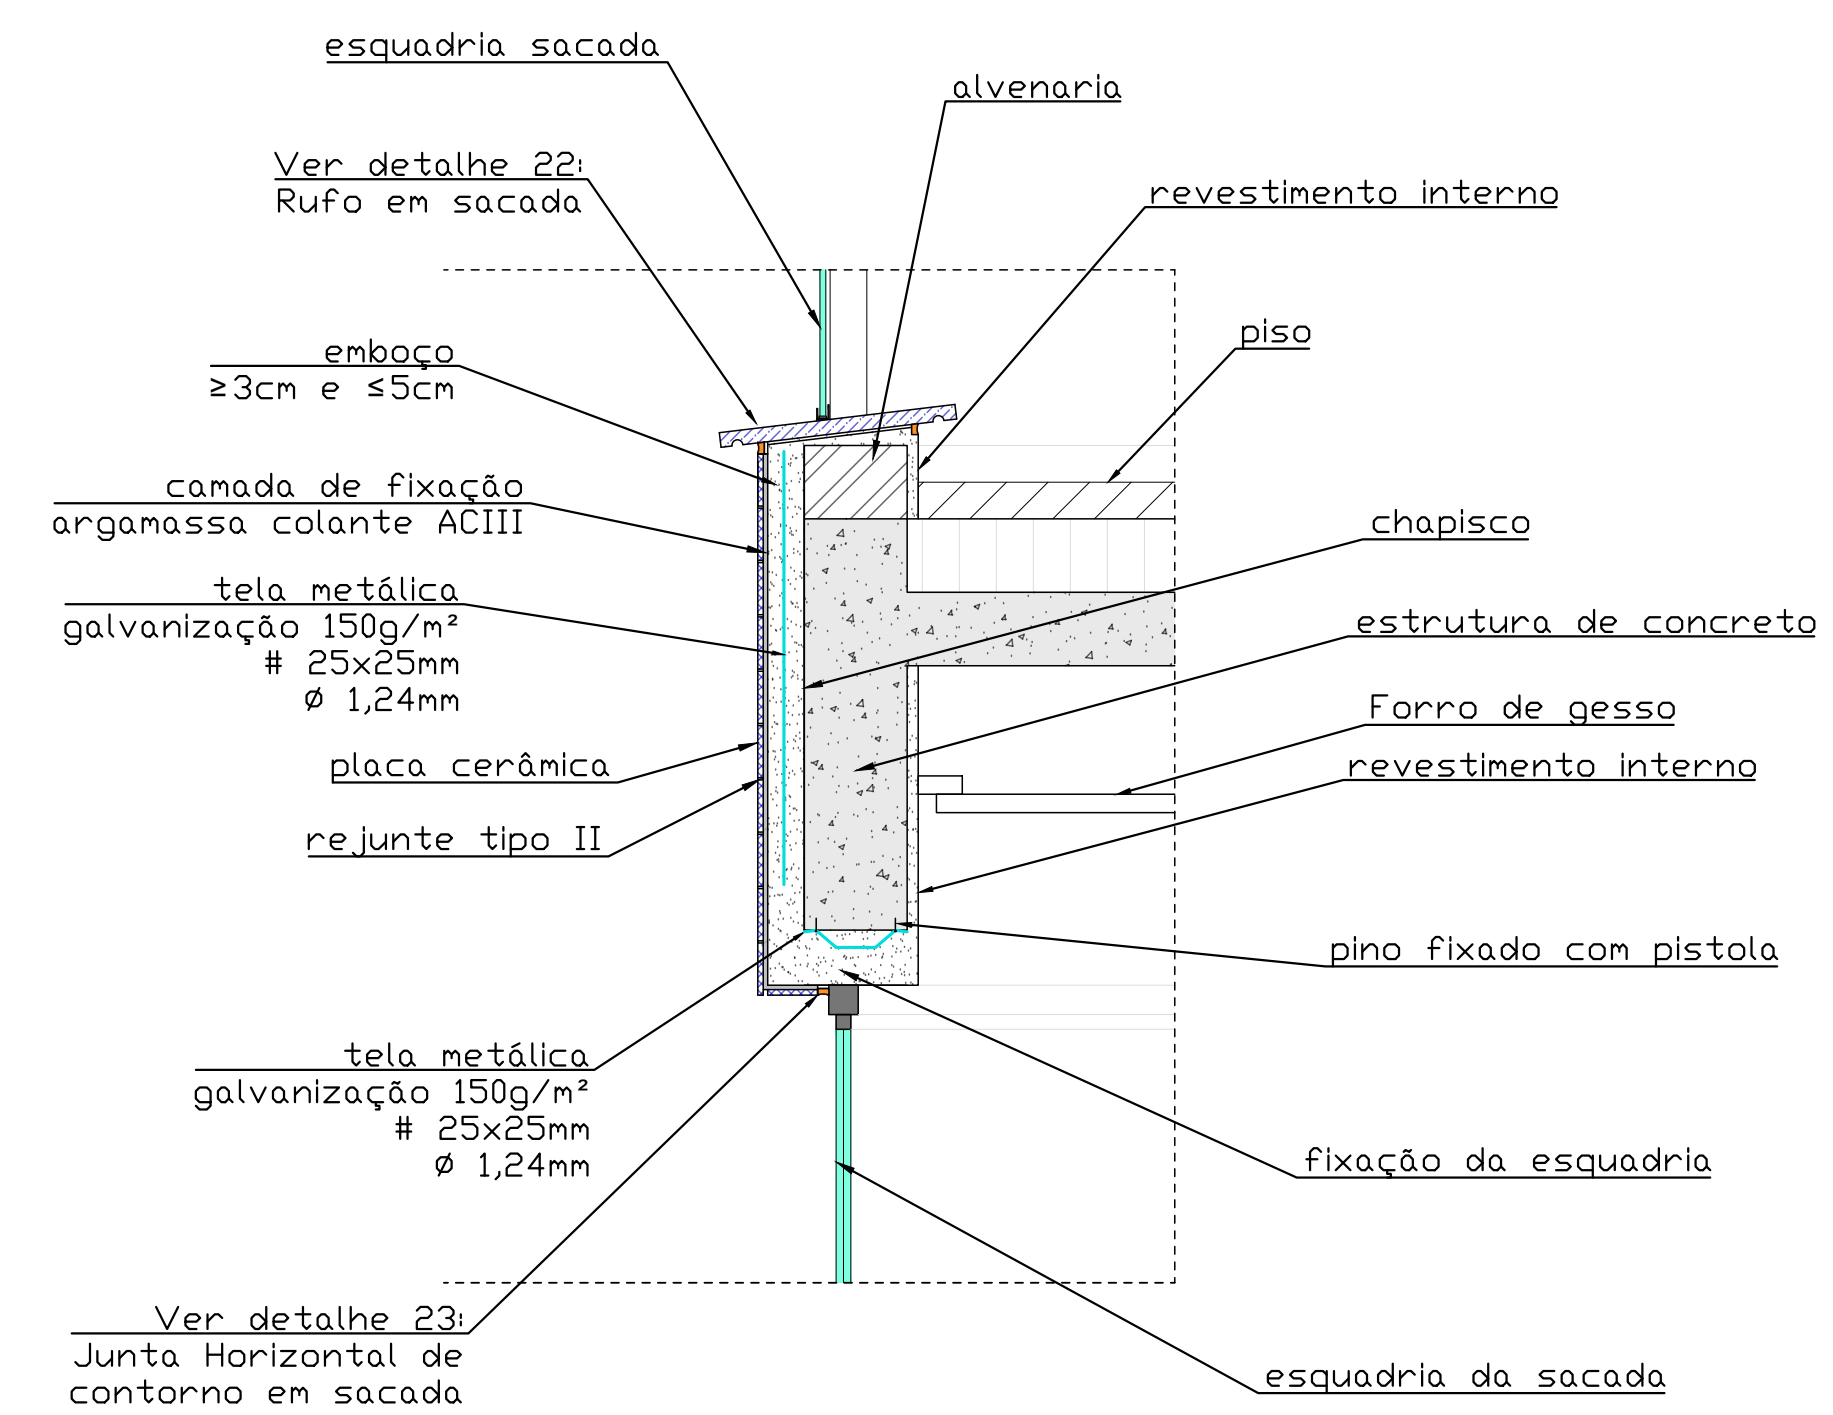 esquadria sacada
alvenaria
Ver detalhe 22:
Rufo em sacada
revestimento interno
piso
emboço
≥3cm e ≤5cm
camada de fixação
argamassa colante ACIII
chapisco
tela metálica
galvanização 150g/m²
# 25x25mm
Ø 1,24mm
estrutura de concreto
Forro de gesso
placa cerâmica
revestimento interno
rejunte tipo II
pino fixado com pistola
tela metálica
galvanização 150g/m²
# 25x25mm
Ø 1,24mm
fixação da esquadria
Ver detalhe 23:
Junta Horizontal de
contorno em sacada
esquadria da sacada